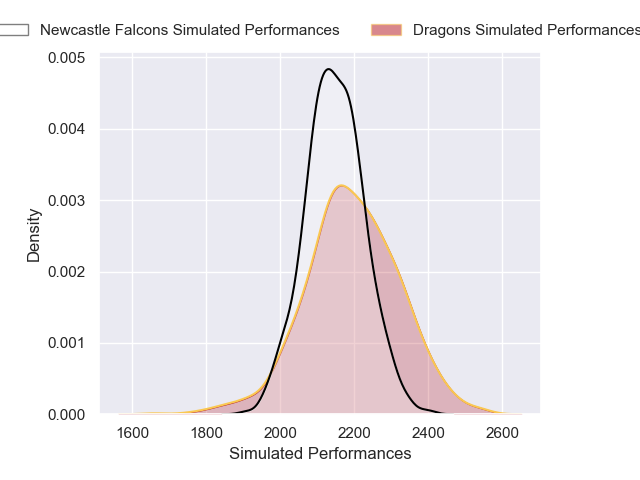 Newcastle Falcons Simulated Performances Dragons Simulated Performances
0.005
0.004
0.003
0.002
0.001
0.000
Density
1600 1800 2000 2200 2400 2600
Simulated Performances